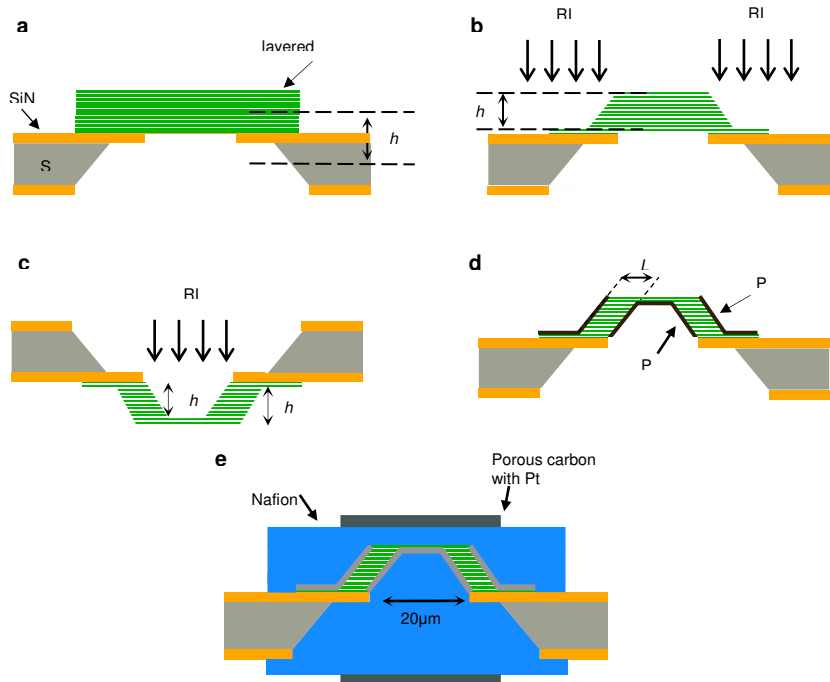 a
layered
SiN
h
S
b
RI RI
h
c
RI
h h
d
L
P
P
e
Porous carbon
with Pt
Nafion
20µm